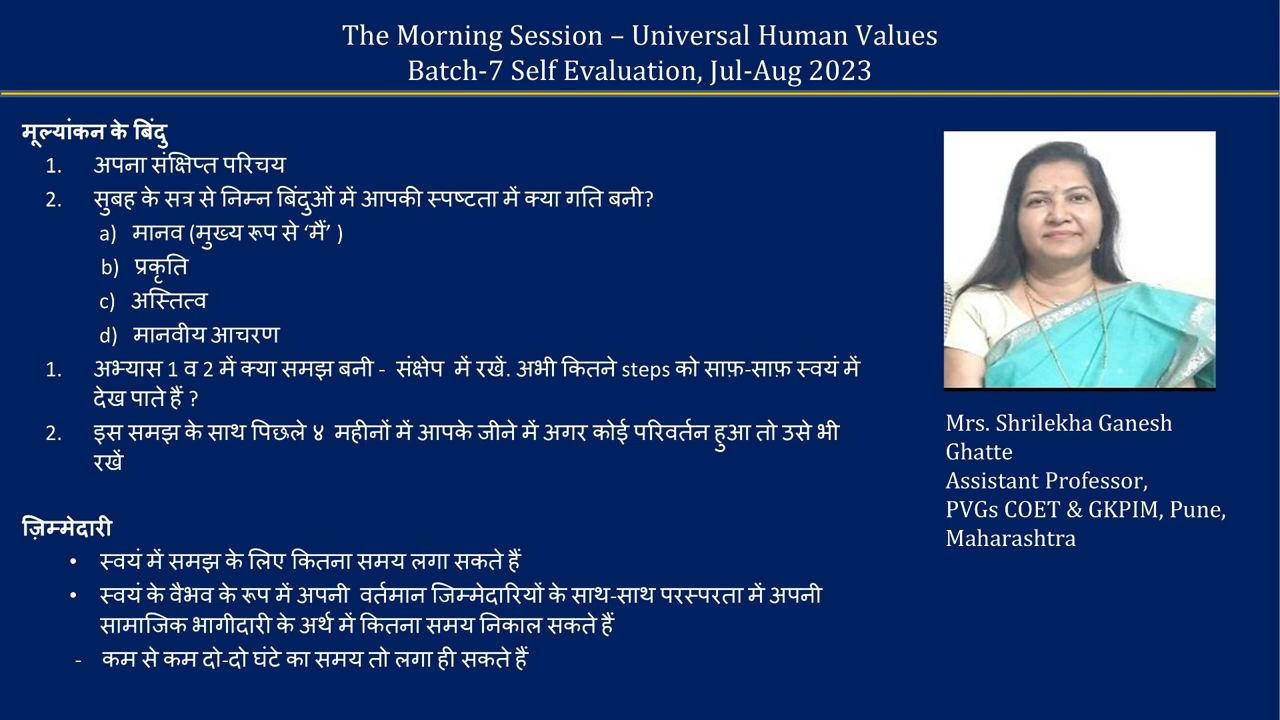 The Morning Session – Universal Human Values
Batch-7 Self Evaluation, Jul-Aug 2023
मूल्यांकन के बिंदु
1. अपना संक्षिप्त परिचय
2. सुबह के सत्र से निम्न बिंदुओं में आपकी स्पष्टता में क्या गति बनी?
a) मानव (मुख्य रूप से ‘मैं’ )
b) प्रकृति
c) अस्तित्व
d) मानवीय आचरण
1. अभ्यास 1 व 2 में क्या समझ बनी - संक्षेप में रखें. अभी कितने steps को साफ़-साफ़ स्वयं में
देख पाते हैं ?
2. इस समझ के साथ पिछले ४ महीनों में आपके जीने में अगर कोई परिवर्तन हुआ तो उसे भी
रखें
ज़िम्मेदारी
• स्वयं में समझ के लिए कितना समय लगा सकते हैं
• स्वयं के वैभव के रूप में अपनी वर्तमान जिम्मेदारियों के साथ-साथ परस्परता में अपनी
सामाजिक भागीदारी के अर्थ में कितना समय निकाल सकते हैं
- कम से कम दो-दो घंटे का समय तो लगा ही सकते हैं
Mrs. Shrilekha Ganesh
Ghatte
Assistant Professor,
PVGs COET & GKPIM, Pune,
Maharashtra